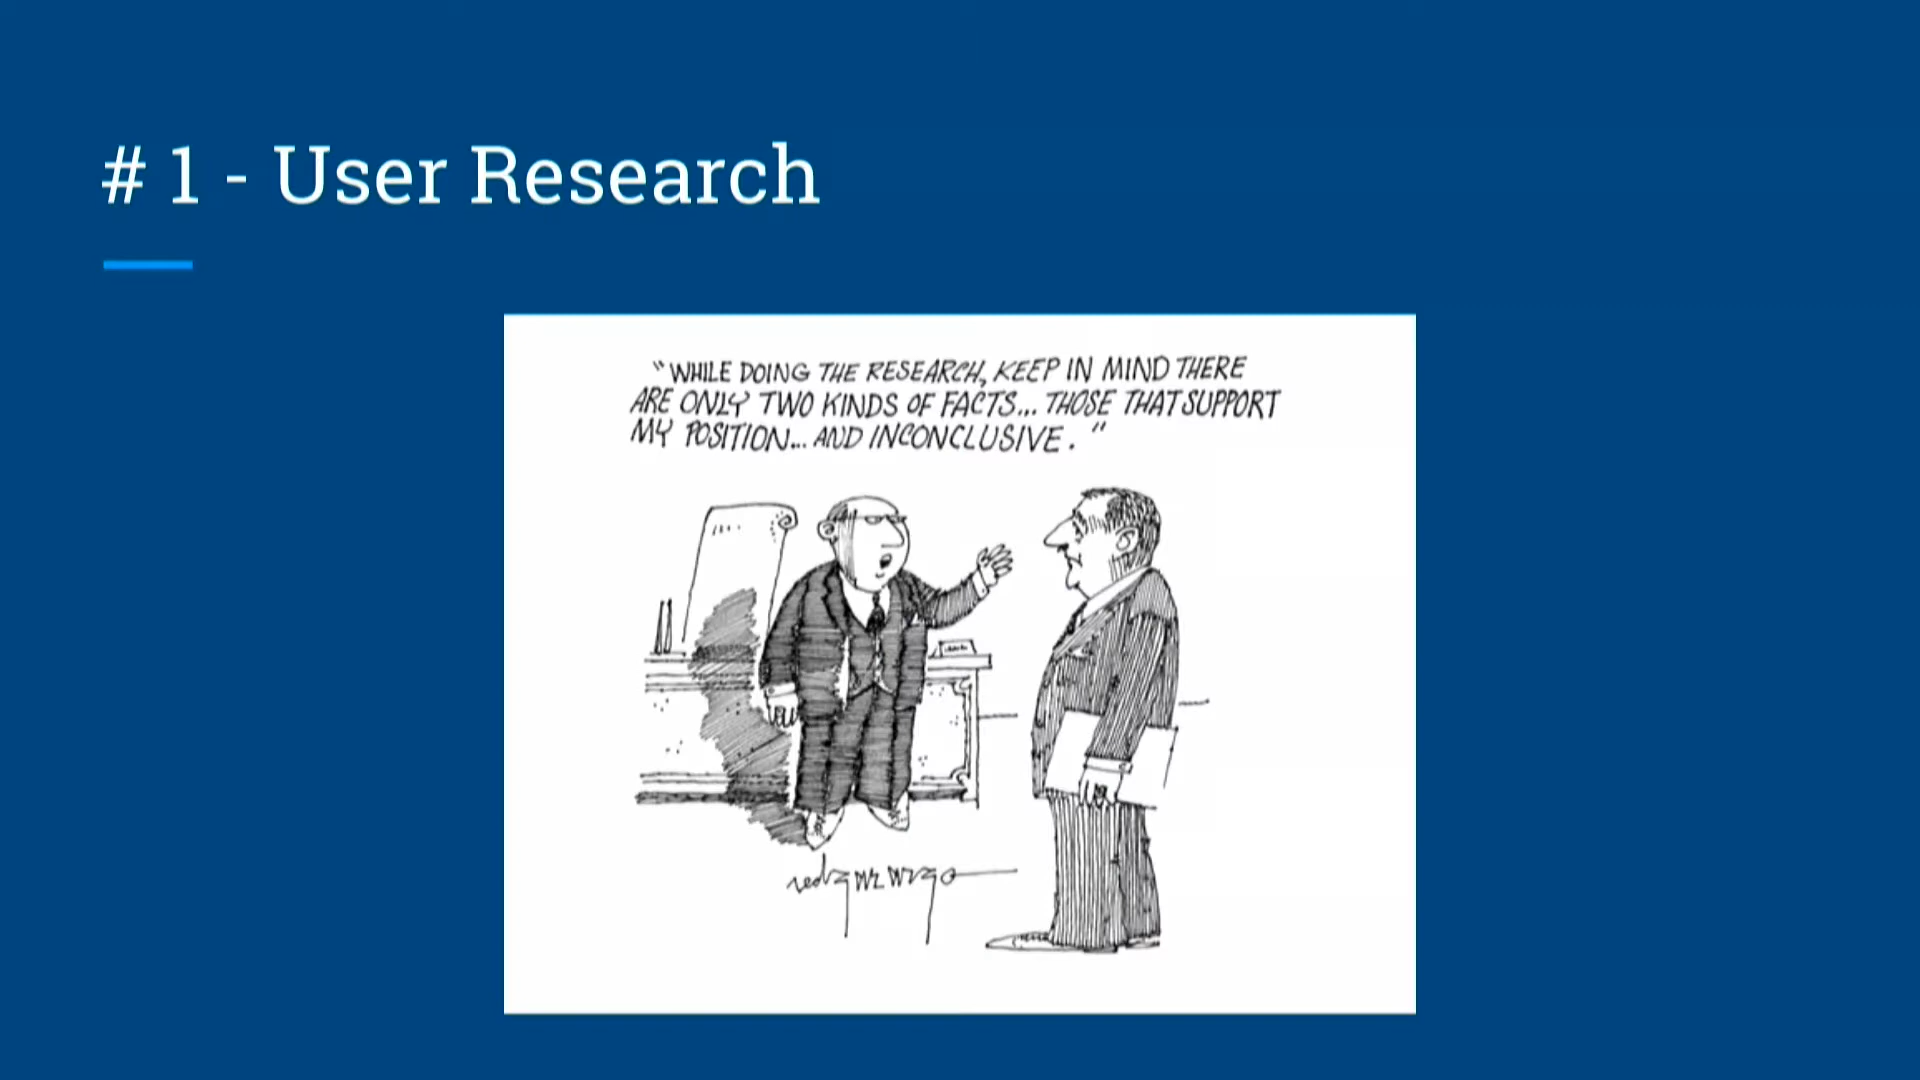 # 1 - User Research
"WHILE DOING THE RESEARCH, KEEP IN MIND THERE
ARE ONLY TWO KINDS OF FACTS... THOSE THAT SUPPORT
MY POSITION... AND INCONCLUSIVE."